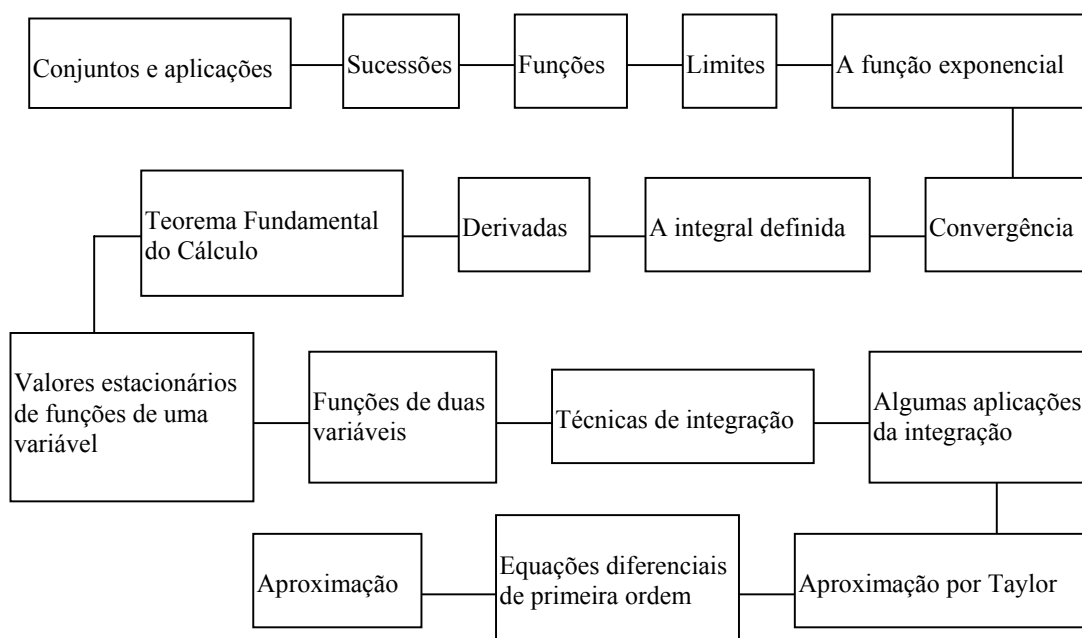 Conjuntos e aplicações
Sucessões
Funções
Limites
A função exponencial
Teorema Fundamental
do Cálculo
Derivadas
A integral definida
Convergência
Valores estacionários
de funções de uma
variável
Funções de duas
variáveis
Técnicas de integração
Algumas aplicações
da integração
Aproximação
Equações diferenciais
de primeira ordem
Aproximação por Taylor